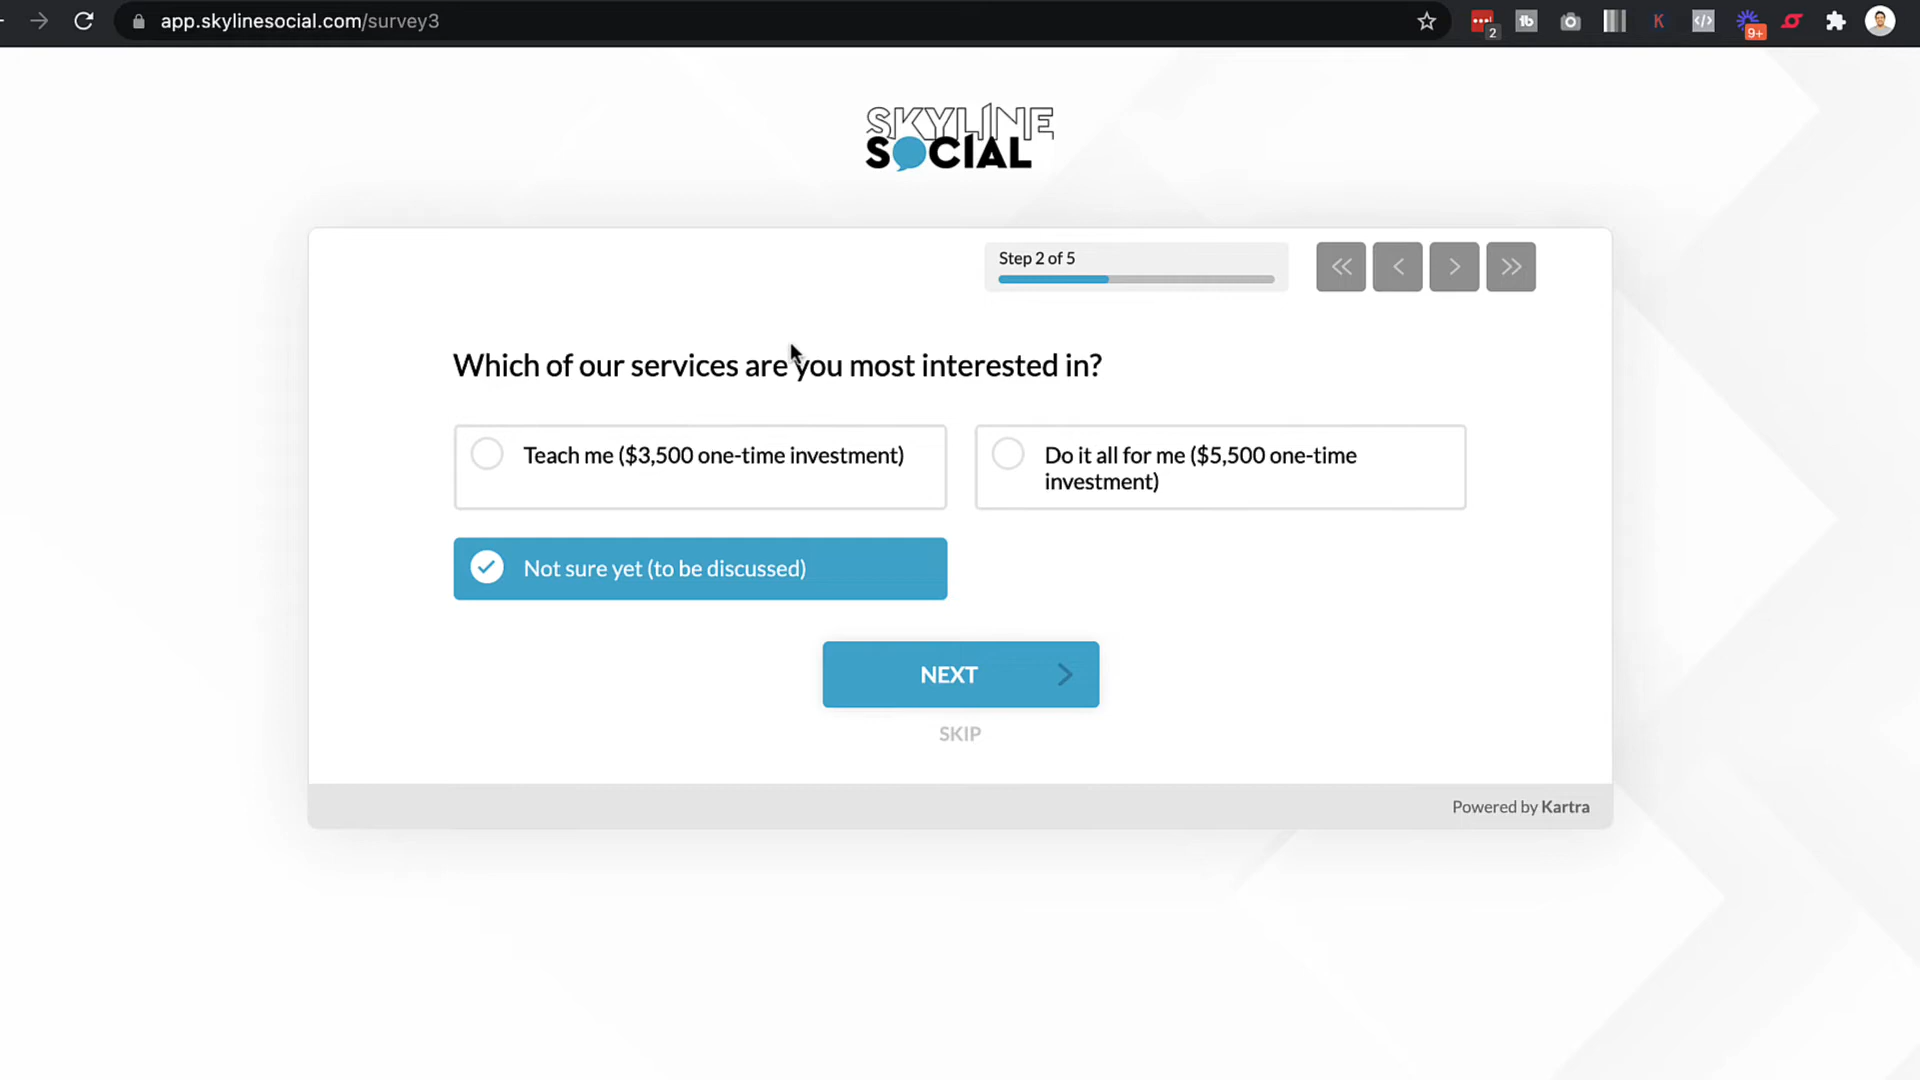 app.skylinesocial.com/survey3
2
9+
K
SKYLINE
SOCIAL
Step 2 of 5
Which of our services are you most interested in?
Teach me ($3,500 one-time investment)
Do it all for me ($5,500 one-time
investment)
Not sure yet (to be discussed)
NEXT
SKIP
Powered by Kartra